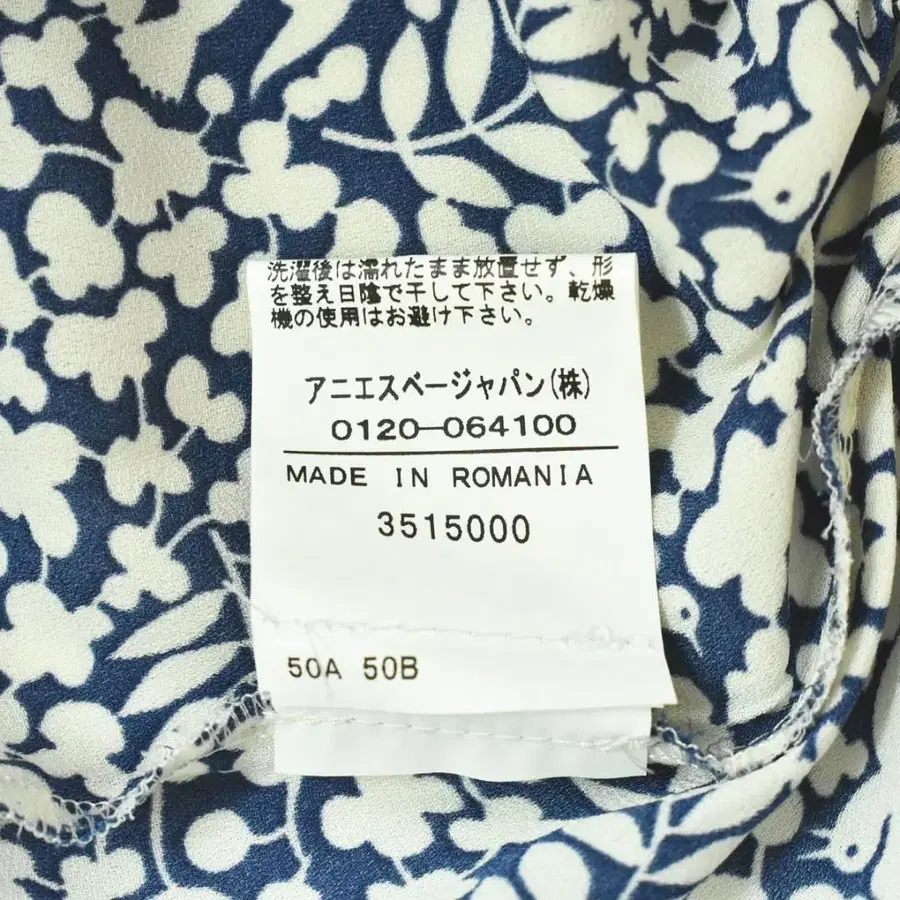 洗濯後は濡れたまま放置せず、形
を整え日陰で干して下さい。乾燥
機の使用はお避け下さい。
アニエスベージャパン(株)
0120-064100
MADE IN ROMANIA
3515000
50A 50B